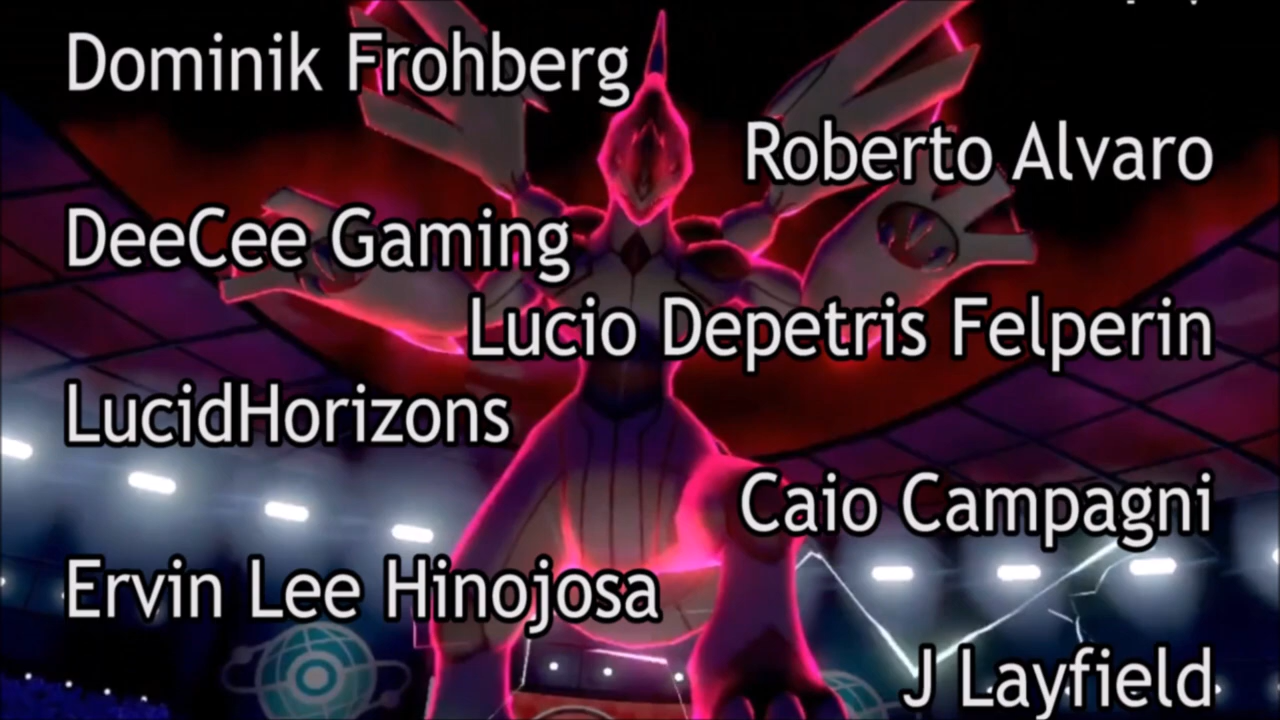 Dominik Frohberg
Roberto Alvaro
DeeCee Gaming
Lucio Depetris Felperin
LucidHorizons
Caio Campagni
Ervin Lee Hinojosa
J Layfield